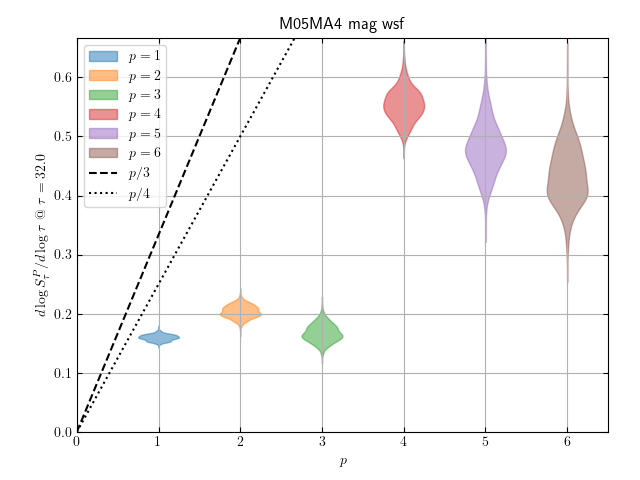 M05MA4 mag wsf
p = 1
p = 2
p = 3
p = 4
p = 5
p = 6
p/3
p/4
d log S_τ^P / d log τ @ τ = 32.0
0.6
0.5
0.4
0.3
0.2
0.1
0.0
0 1 2 3 4 5 6
p